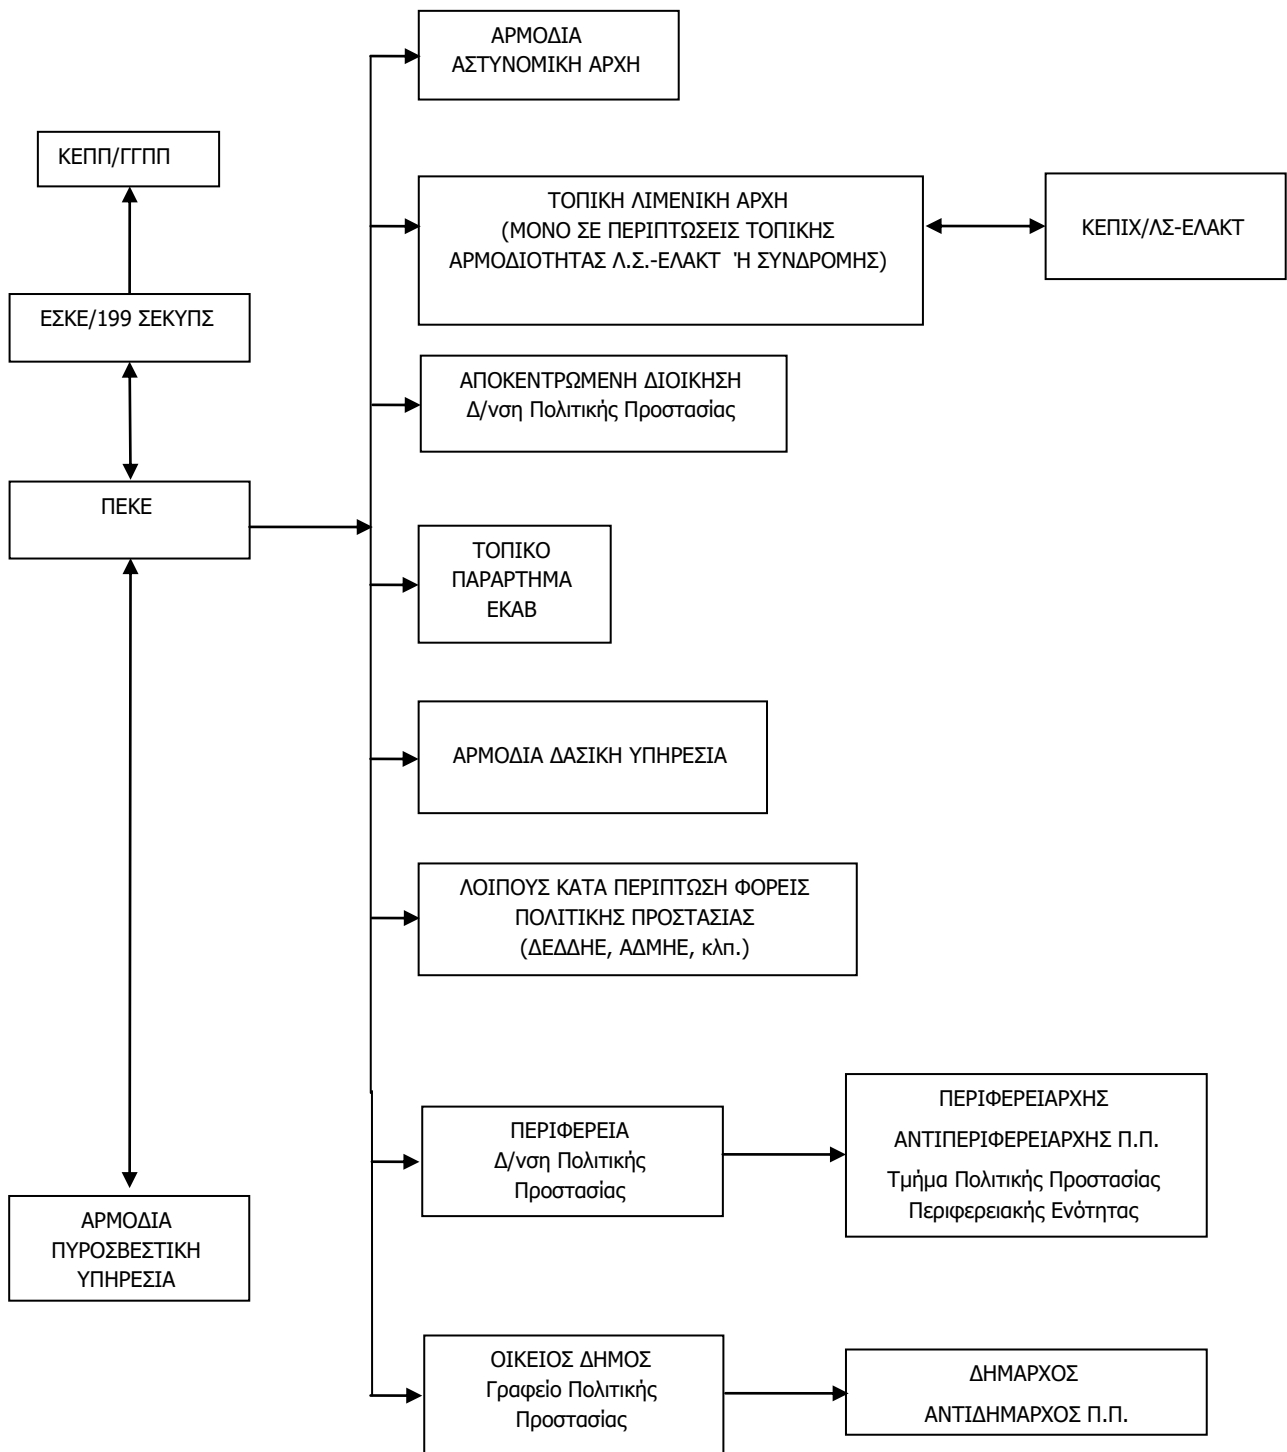 ΑΡΜΟΔΙΑ
ΑΣΤΥΝΟΜΙΚΗ ΑΡΧΗ
ΚΕΠΠ/ΓΓΠΠ
ΤΟΠΙΚΗ ΛΙΜΕΝΙΚΗ ΑΡΧΗ
(ΜΟΝΟ ΣΕ ΠΕΡΙΠΤΩΣΕΙΣ ΤΟΠΙΚΗΣ
ΑΡΜΟΔΙΟΤΗΤΑΣ Λ.Σ.-ΕΛΑΚΤ Ή ΣΥΝΔΡΟΜΗΣ)
ΚΕΠΙΧ/ΛΣ-ΕΛΑΚΤ
ΕΣΚΕ/199 ΣΕΚΥΠΣ
ΑΠΟΚΕΝΤΡΩΜΕΝΗ ΔΙΟΙΚΗΣΗ
Δ/νση Πολιτικής Προστασίας
ΠΕΚΕ
ΤΟΠΙΚΟ
ΠΑΡΑΡΤΗΜΑ
ΕΚΑΒ
ΑΡΜΟΔΙΑ ΔΑΣΙΚΗ ΥΠΗΡΕΣΙΑ
ΛΟΙΠΟΥΣ ΚΑΤΑ ΠΕΡΙΠΤΩΣΗ ΦΟΡΕΙΣ
ΠΟΛΙΤΙΚΗΣ ΠΡΟΣΤΑΣΙΑΣ
(ΔΕΔΔΗΕ, ΑΔΜΗΕ, κλπ.)
ΠΕΡΙΦΕΡΕΙΑ
Δ/νση Πολιτικής
Προστασίας
ΠΕΡΙΦΕΡΕΙΑΡΧΗΣ
ΑΝΤΙΠΕΡΙΦΕΡΕΙΑΡΧΗΣ Π.Π.
Τμήμα Πολιτικής Προστασίας
Περιφερειακής Ενότητας
ΑΡΜΟΔΙΑ
ΠΥΡΟΣΒΕΣΤΙΚΗ
ΥΠΗΡΕΣΙΑ
ΟΙΚΕΙΟΣ ΔΗΜΟΣ
Γραφείο Πολιτικής
Προστασίας
ΔΗΜΑΡΧΟΣ
ΑΝΤΙΔΗΜΑΡΧΟΣ Π.Π.